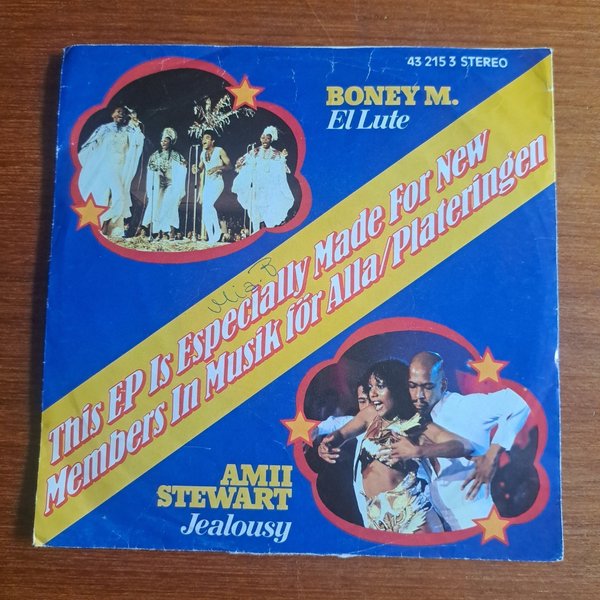 43 215 3 STEREO
BONEY M.
El Lute
This EP Is Especially Made For New
Members In Musik för Alla/Plateringen
Mia. B
AMII
STEWART
Jealousy